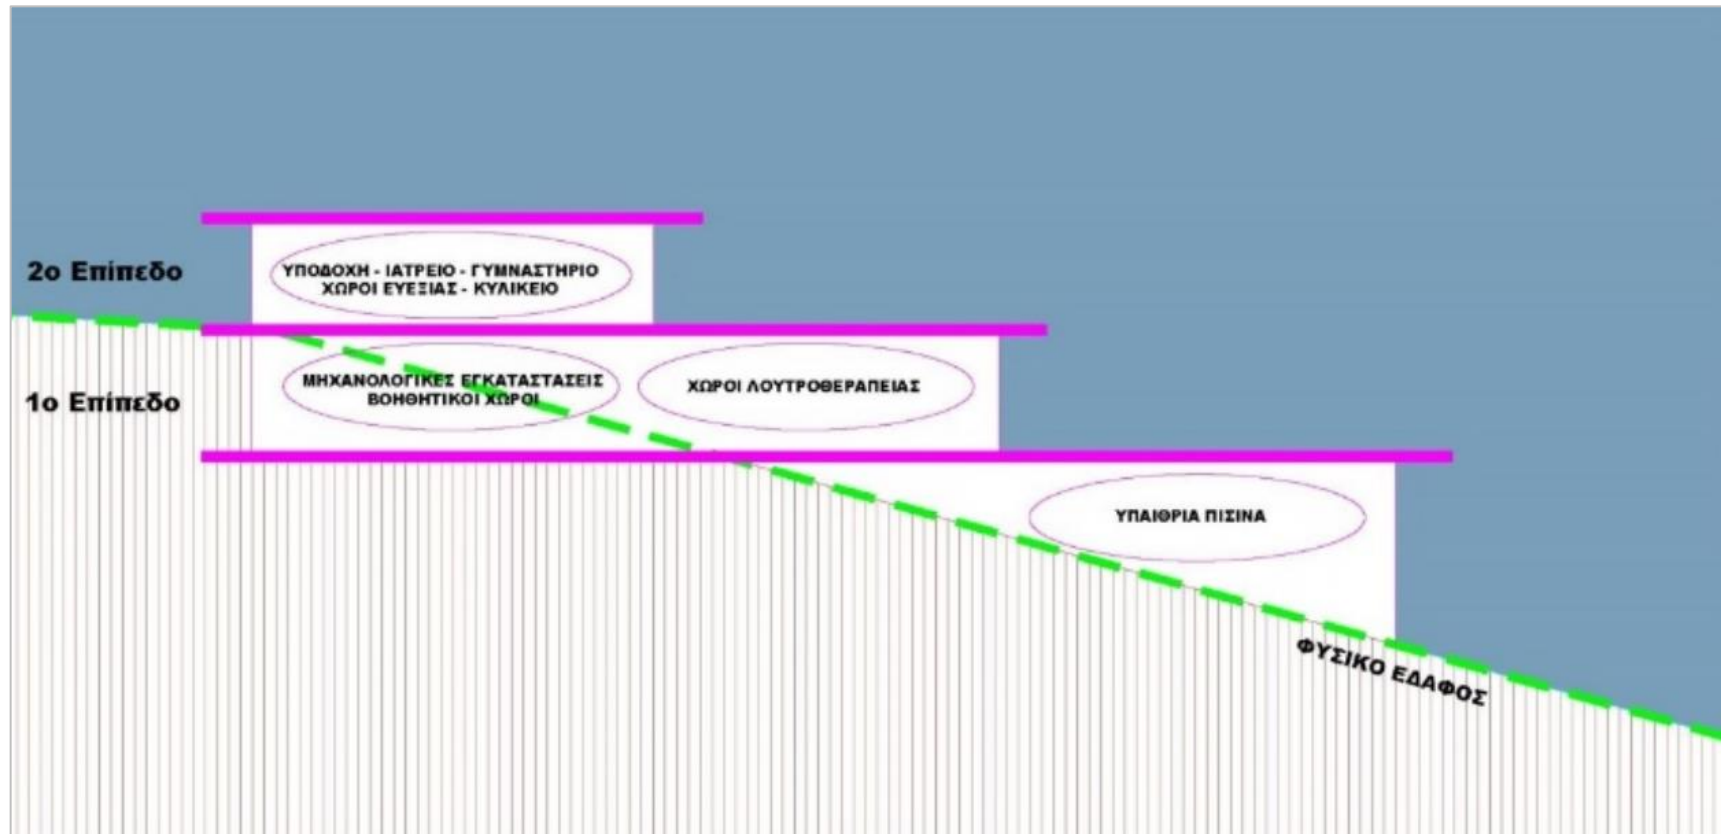 2ο Επίπεδο
ΥΠΟΔΟΧΗ - ΙΑΤΡΕΙΟ - ΓΥΜΝΑΣΤΗΡΙΟ
ΧΩΡΟΙ ΕΥΕΞΙΑΣ - ΚΥΛΙΚΕΙΟ
1ο Επίπεδο
ΜΗΧΑΝΟΛΟΓΙΚΕΣ ΕΓΚΑΤΑΣΤΑΣΕΙΣ
ΒΟΗΘΗΤΙΚΟΙ ΧΩΡΟΙ
ΧΩΡΟΙ ΛΟΥΤΡΟΘΕΡΑΠΕΙΑΣ
ΥΠΑΙΘΡΙΑ ΠΙΣΙΝΑ
ΦΥΣΙΚΟ ΕΔΑΦΟΣ